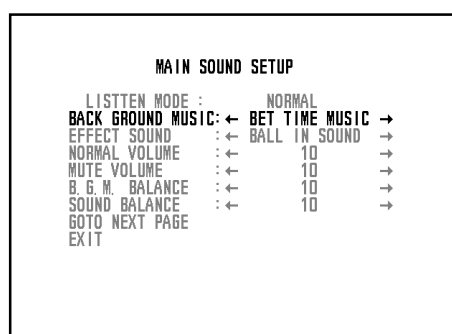 MAIN SOUND SETUP
LISTTEN MODE : NORMAL
BACK GROUND MUSIC: ← BET TIME MUSIC →
EFFECT SOUND : ← BALL IN SOUND →
NORMAL VOLUME : ← 10 →
MUTE VOLUME : ← 10 →
B. G. M. BALANCE : ← 10 →
SOUND BALANCE : ← 10 →
GOTO NEXT PAGE
EXIT